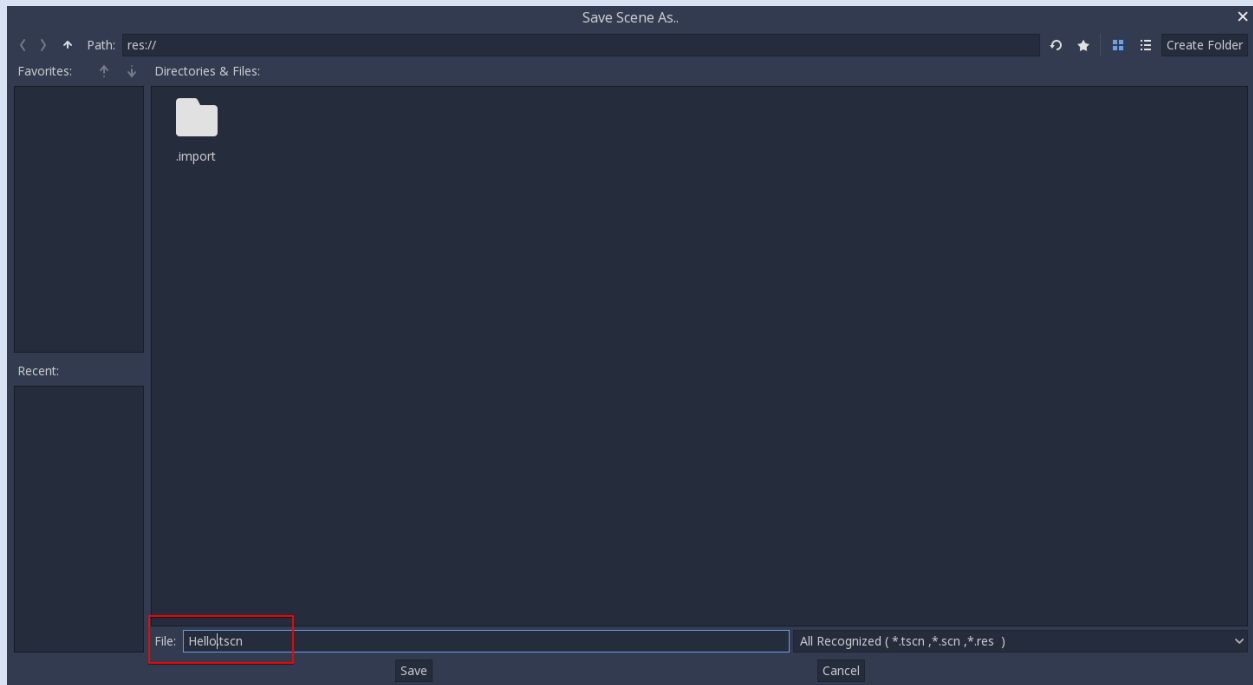 Save Scene As..
Path: res:// Create Folder
Favorites: Directories & Files:
.import
Recent:
File: Hello.tscn All Recognized ( *.tscn ,*.scn ,*.res )
Save Cancel